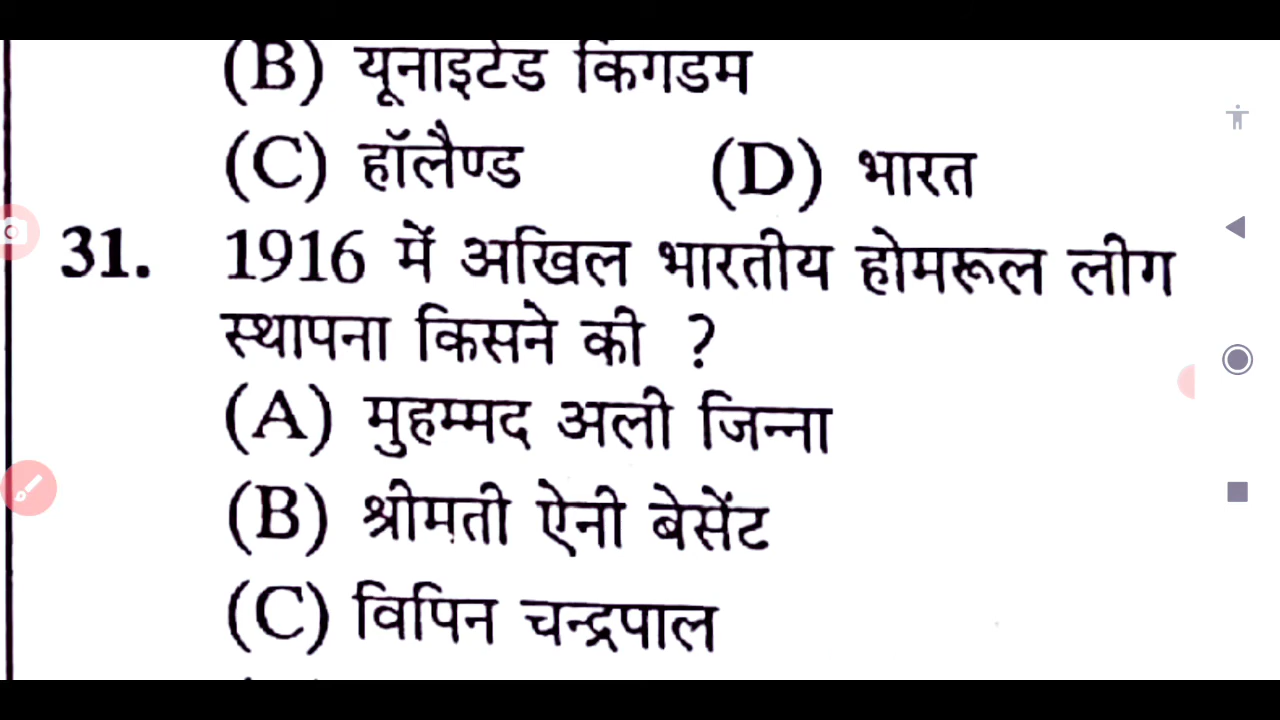 (B) यूनाइटेड किंगडम
(C) हॉलैण्ड (D) भारत
31. 1916 में अखिल भारतीय होमरूल लीग
स्थापना किसने की ?
(A) मुहम्मद अली जिन्ना
(B) श्रीमती ऐनी बेसेंट
(C) विपिन चन्द्रपाल